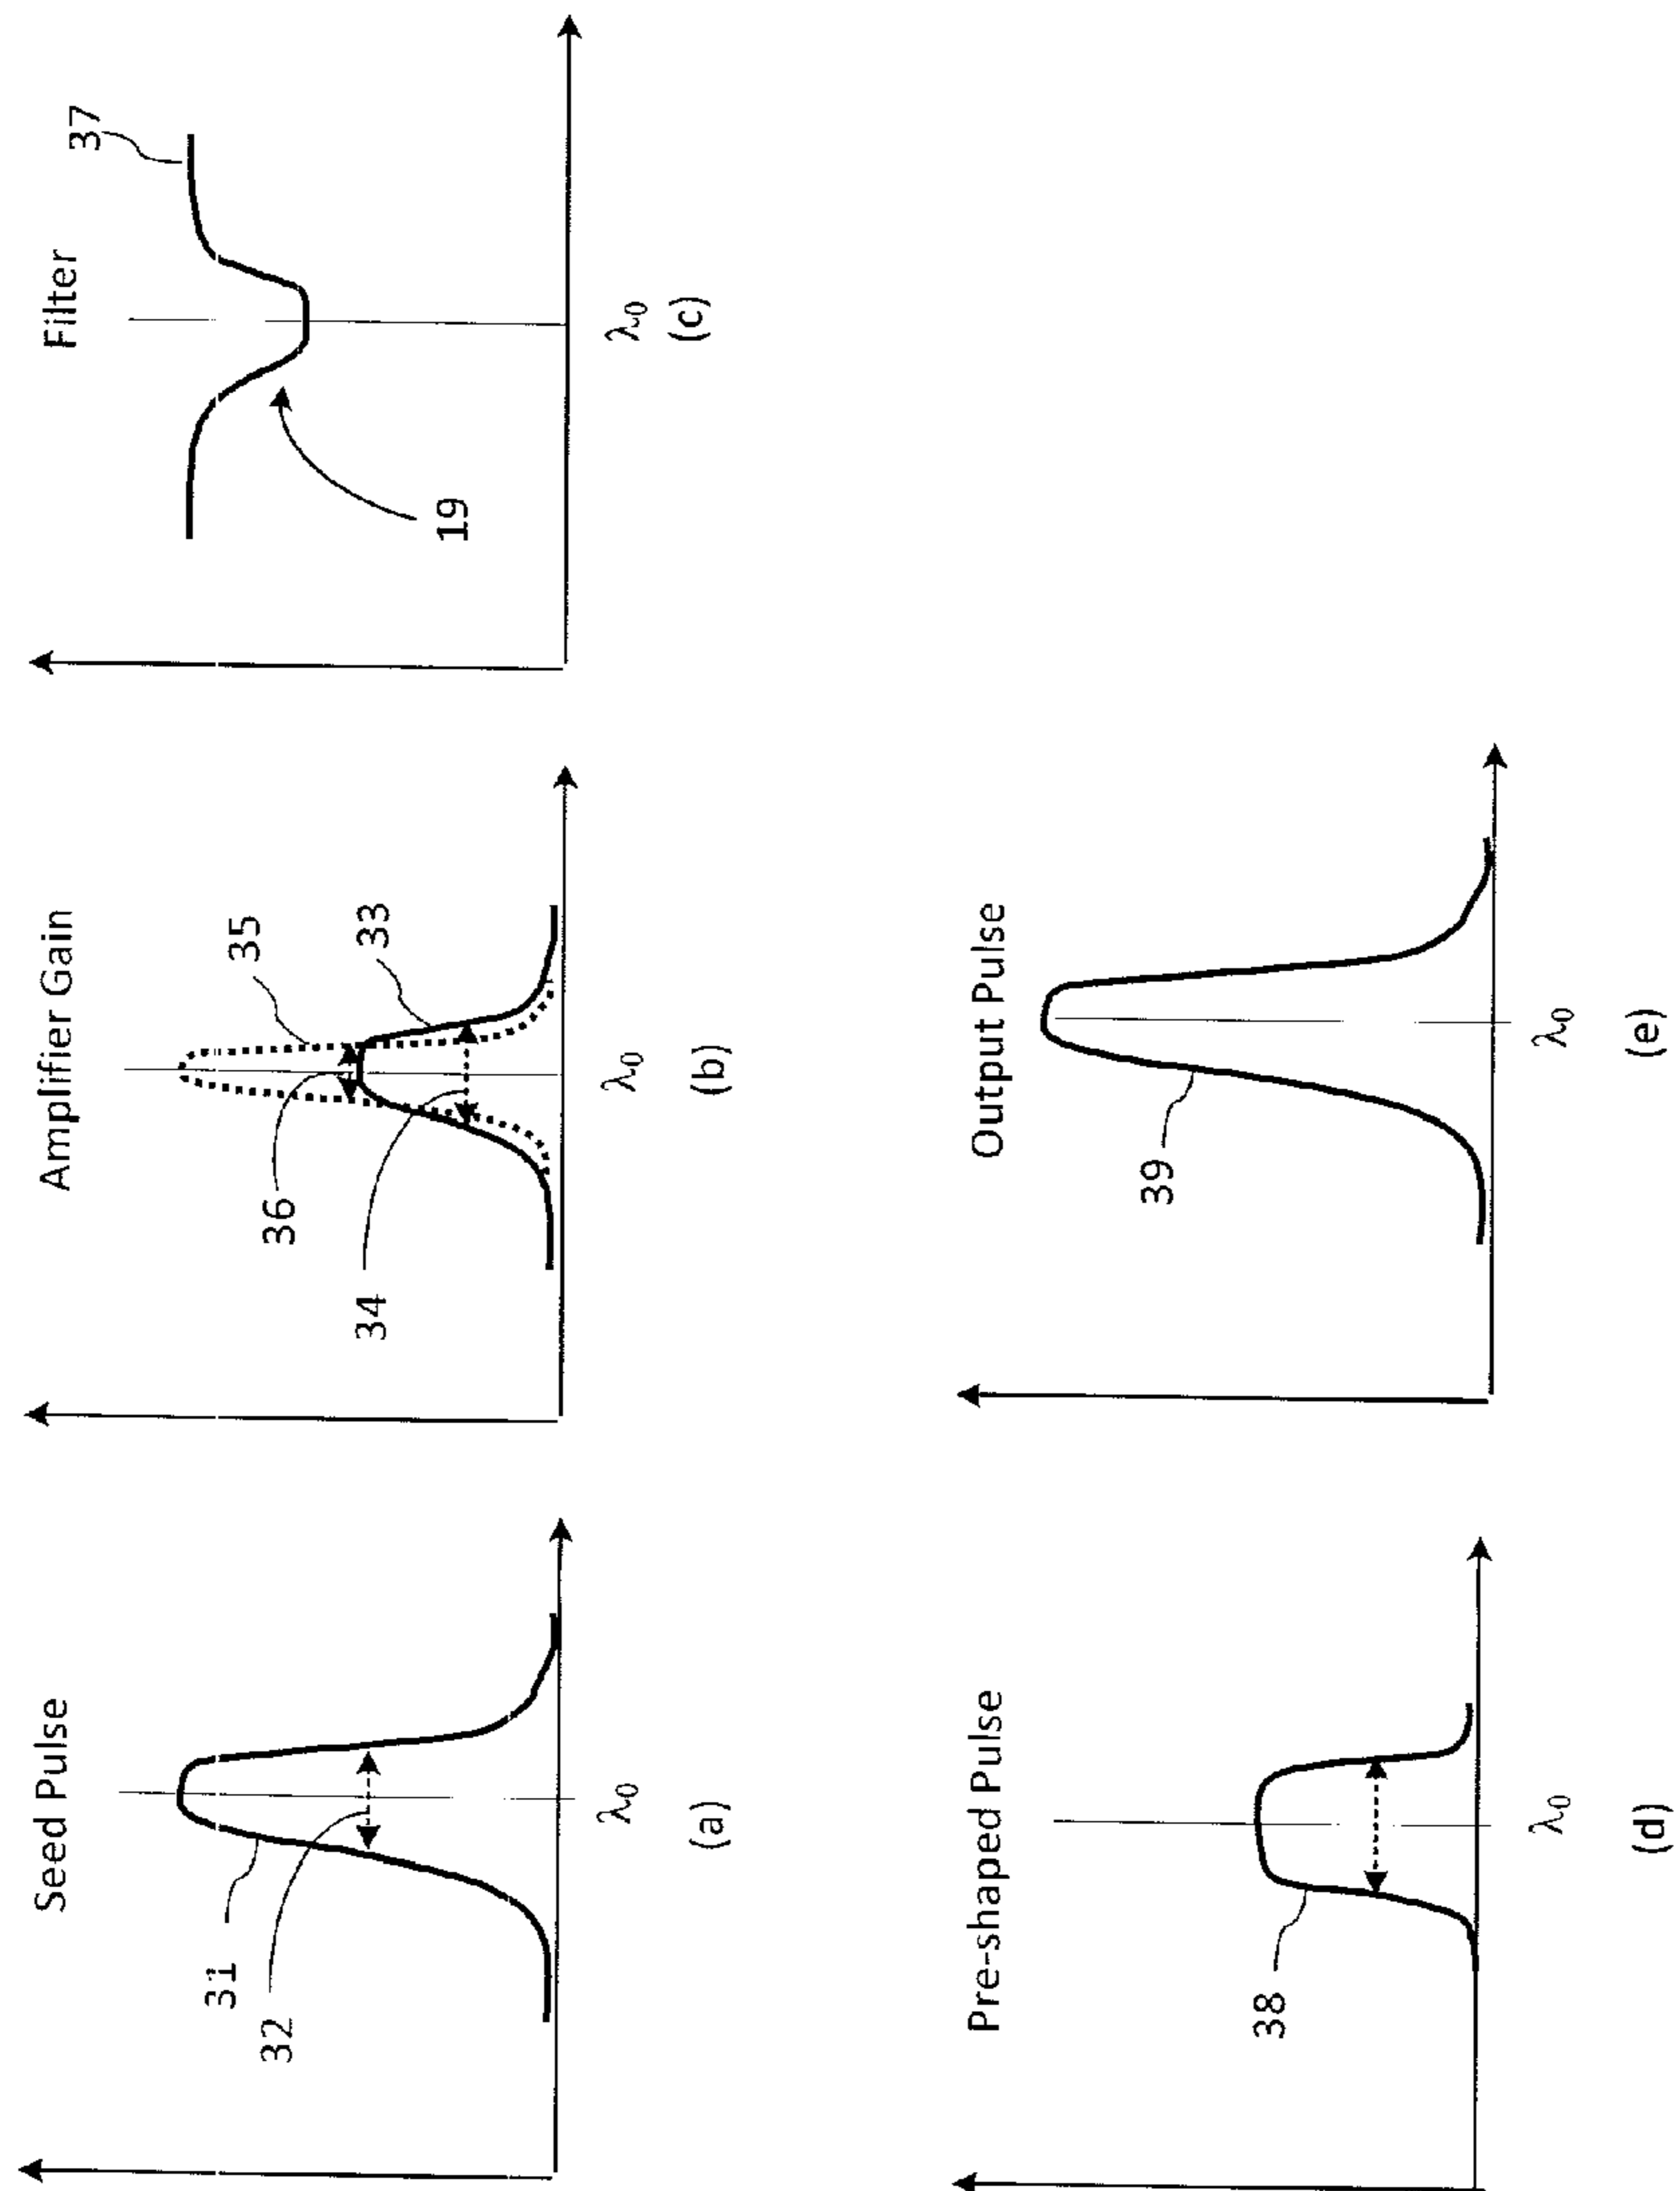 Seed Pulse
31
32
λ0
(a)
Amplifier Gain
35
33
36
34
λ0
(b)
Filter
37
19
λ0
(c)
Pre-shaped Pulse
38
λ0
(d)
Output Pulse
39
λ0
(e)